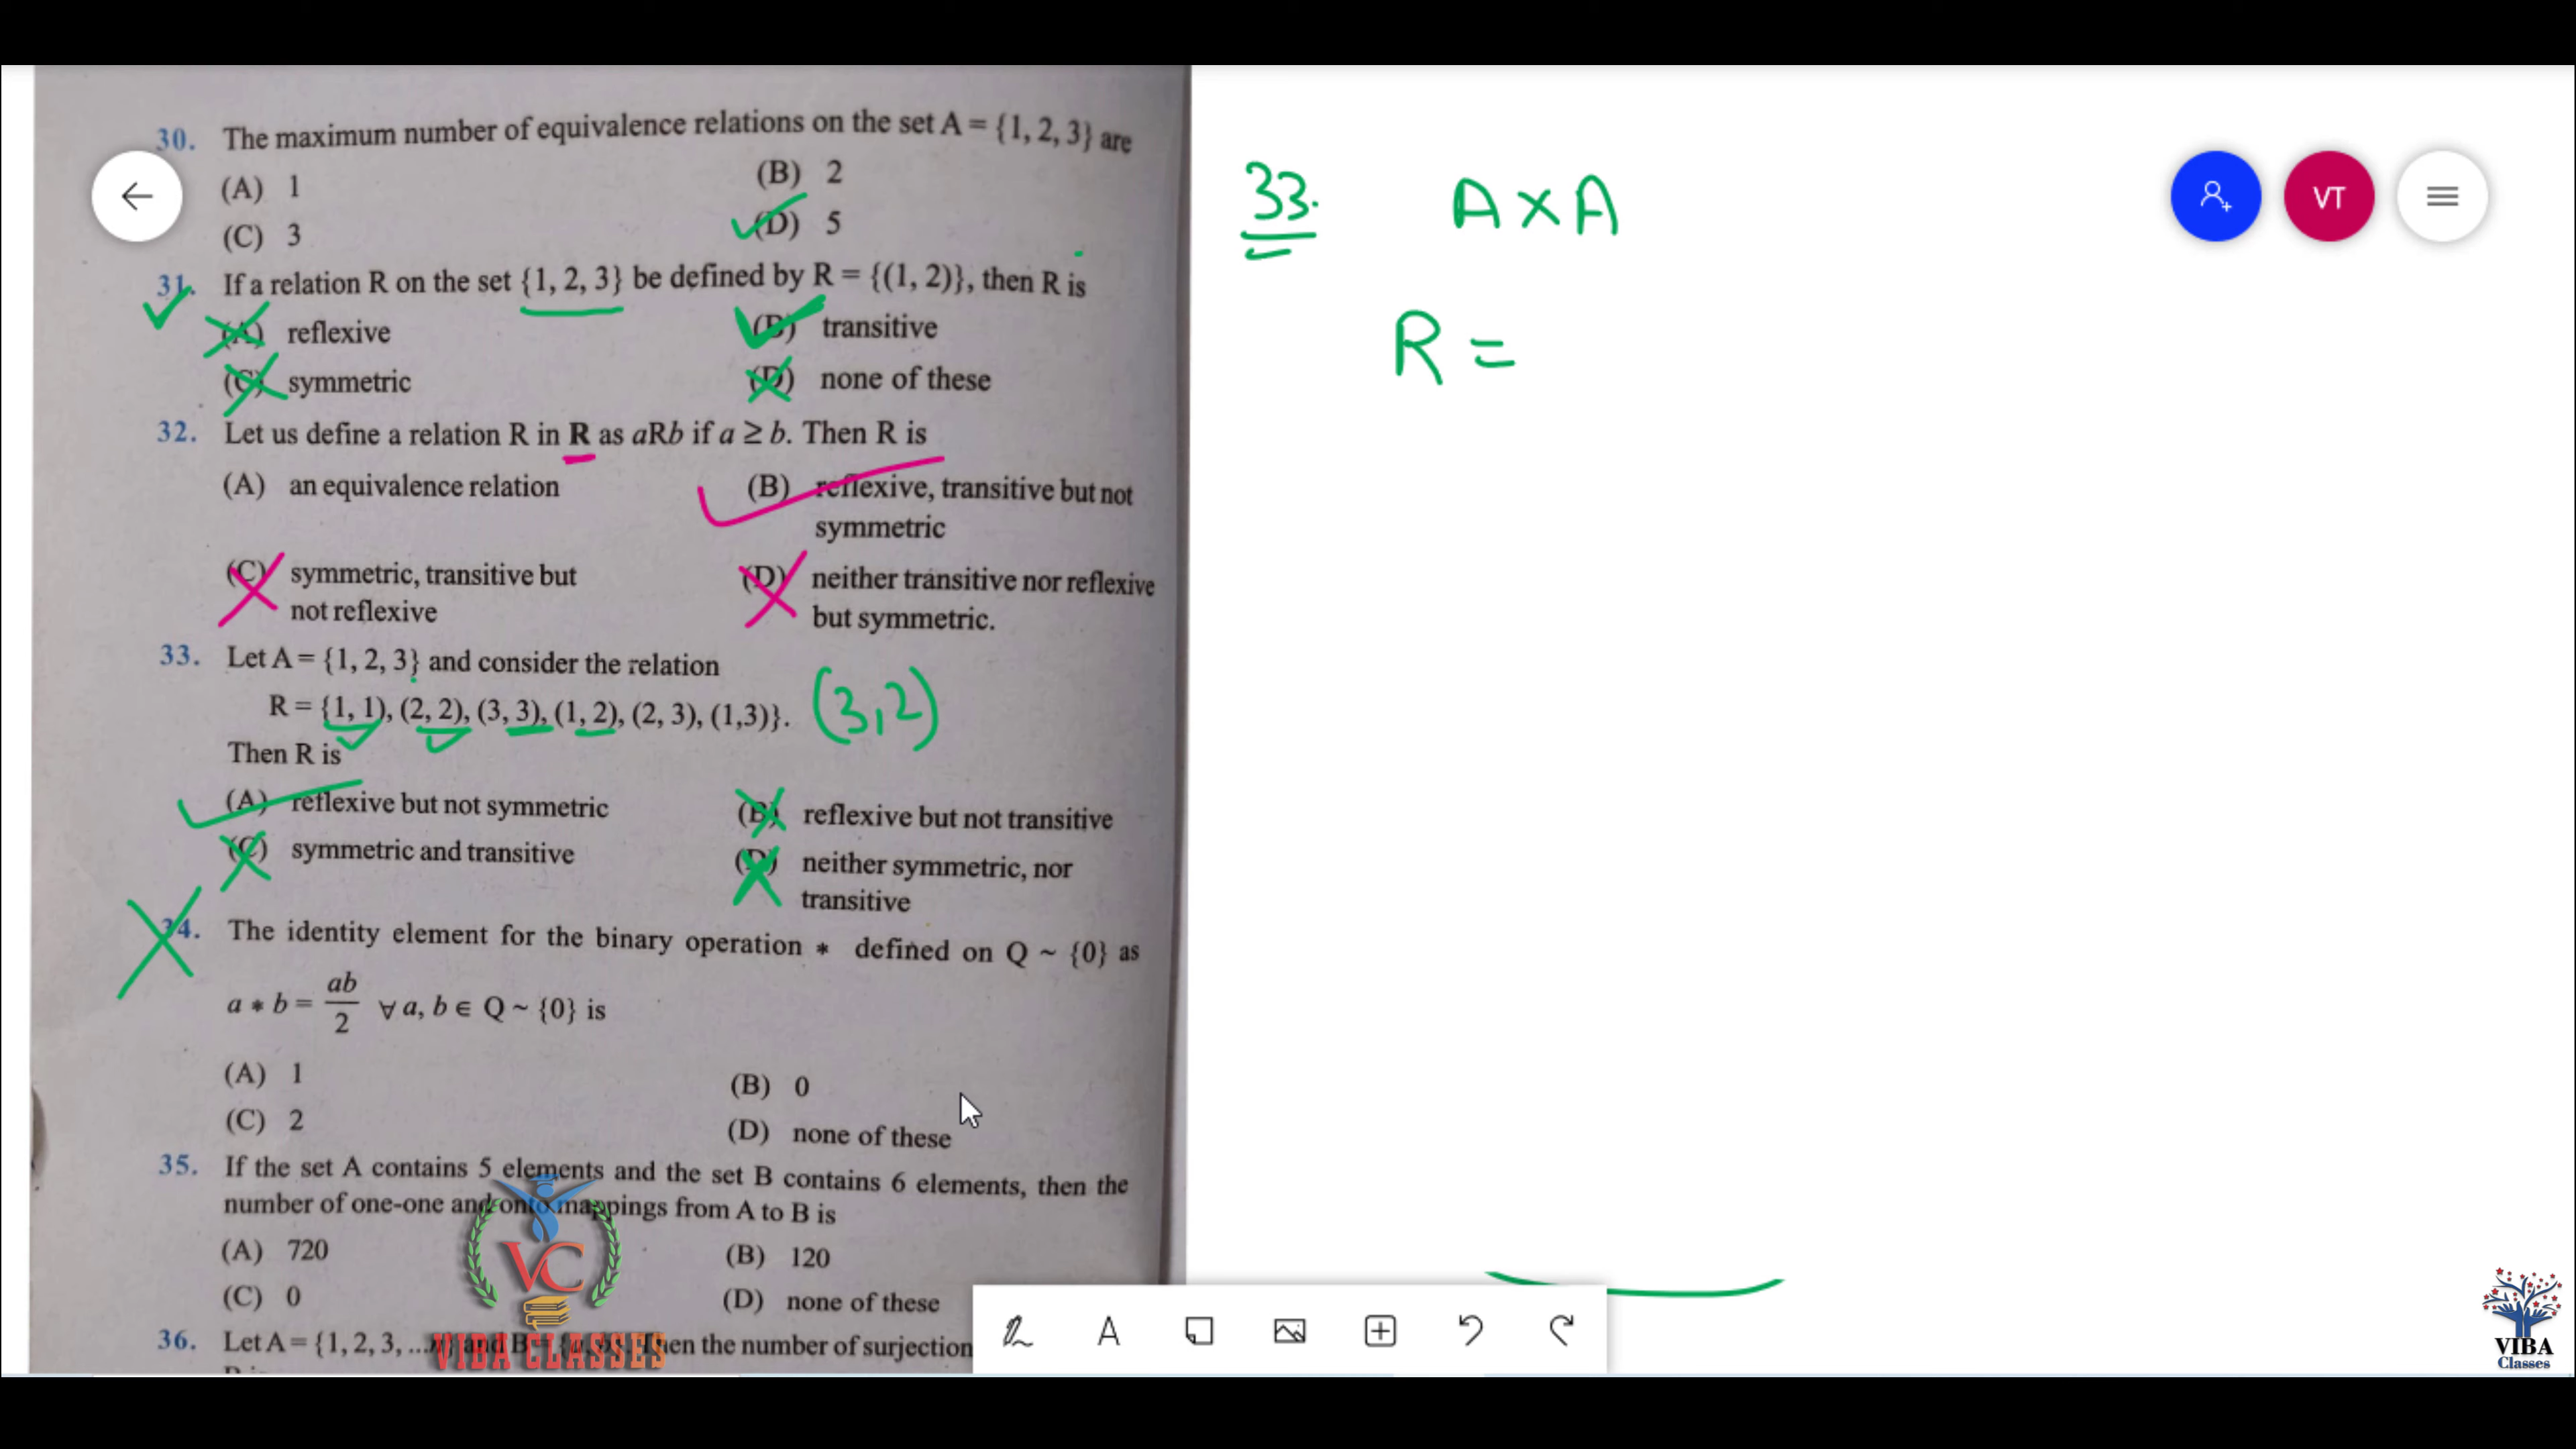 30. The maximum number of equivalence relations on the set A = {1, 2, 3} are
(A) 1 (B) 2
(C) 3 (D) 5
31. If a relation R on the set {1, 2, 3} be defined by R = {(1, 2)}, then R is
(A) reflexive (B) transitive
(C) symmetric (D) none of these
32. Let us define a relation R in R as aRb if a ≥ b. Then R is
(A) an equivalence relation (B) reflexive, transitive but not
symmetric
(C) symmetric, transitive but (D) neither transitive nor reflexive
not reflexive but symmetric.
33. Let A = {1, 2, 3} and consider the relation
R = {1, 1), (2, 2), (3, 3), (1, 2), (2, 3), (1,3)}. (3,2)
Then R is
(A) reflexive but not symmetric (B) reflexive but not transitive
(C) symmetric and transitive (D) neither symmetric, nor
transitive
34. The identity element for the binary operation * defined on Q ~ {0} as
a * b = ab/2 ∀ a, b ∈ Q ~ {0} is
(A) 1 (B) 0
(C) 2 (D) none of these
35. If the set A contains 5 elements and the set B contains 6 elements, then the
number of one-one and onto mappings from A to B is
(A) 720 (B) 120
(C) 0 (D) none of these
36. Let A = {1, 2, 3, ...n} and B = Then the number of surjection
33. A × A
R =
VT
A
VC
VIBA CLASSES
VIBA
Classes